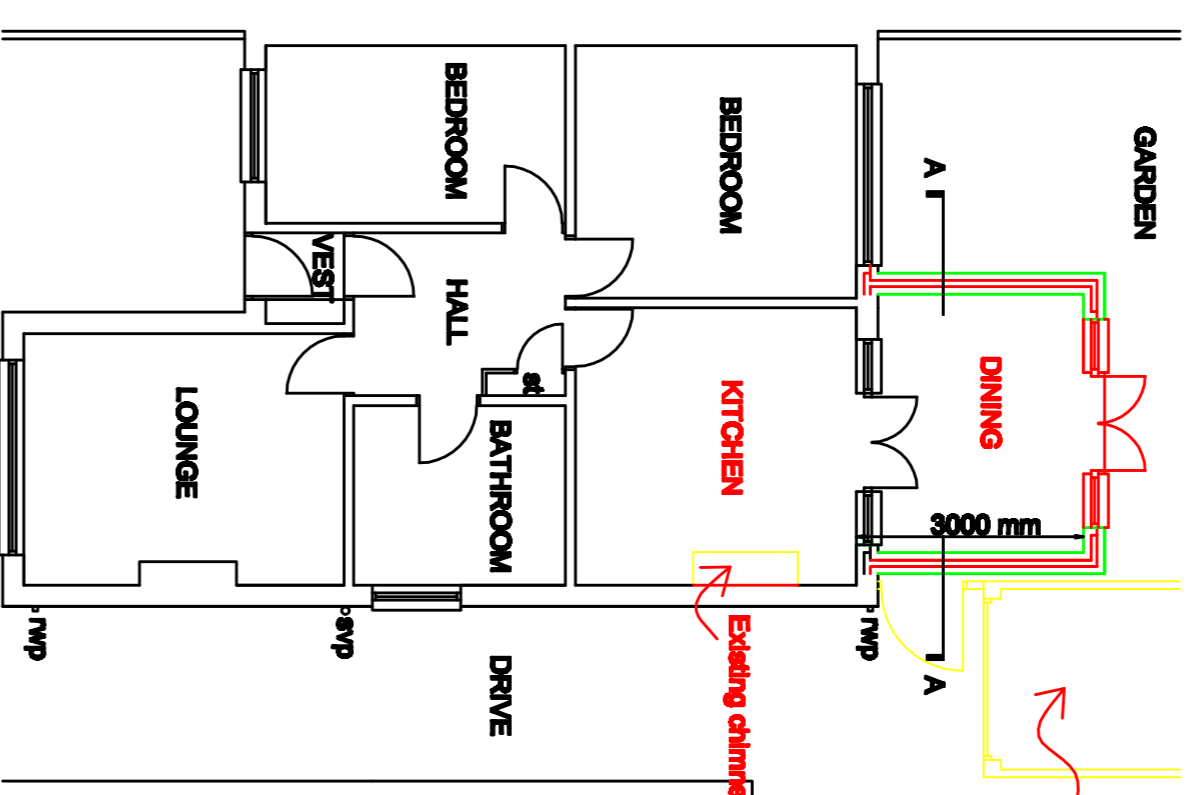 GARDEN
A
A
DINING
3000 mm
BEDROOM
KITCHEN
Existing chimne
rwp
BEDROOM
HALL
st
BATHROOM
DRIVE
VEST
svp
LOUNGE
rwp